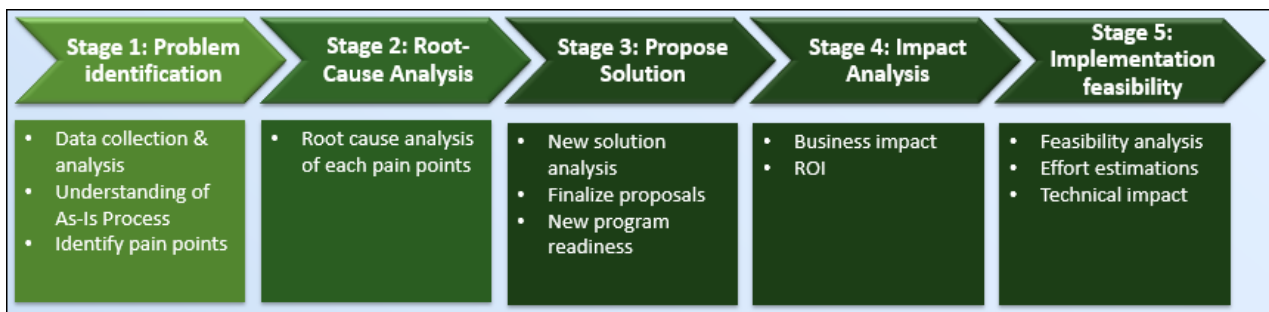 Stage 1: Problem
identification
Stage 2: Root-
Cause Analysis
Stage 3: Propose
Solution
Stage 4: Impact
Analysis
Stage 5:
Implementation
feasibility
• Data collection &
analysis
• Understanding of
As-Is Process
• Identify pain points
• Root cause analysis
of each pain points
• New solution
analysis
• Finalize proposals
• New program
readiness
• Business impact
• ROI
• Feasibility analysis
• Effort estimations
• Technical impact